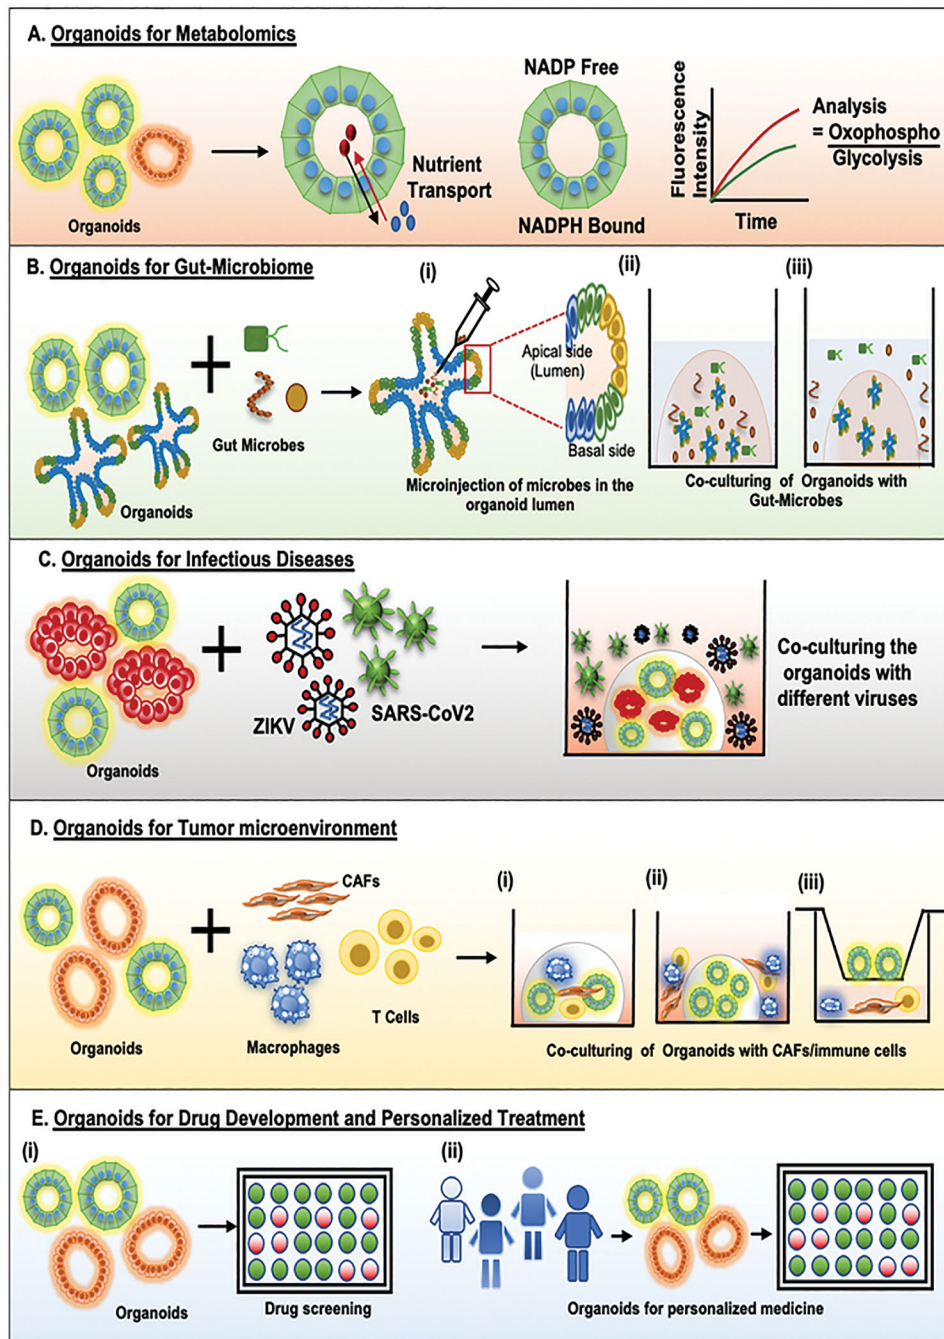 A. Organoids for Metabolomics
Organoids
Nutrient
Transport
NADP Free
NADPH Bound
Fluorescence
Intensity
Time
Analysis
= Oxophospho
Glycolysis
B. Organoids for Gut-Microbiome
Organoids
Gut Microbes
(i)
Apical side
(Lumen)
Basal side
Microinjection of microbes in the
organoid lumen
(ii)
(iii)
Co-culturing of Organoids with
Gut-Microbes
C. Organoids for Infectious Diseases
Organoids
ZIKV
SARS-CoV2
Co-culturing the
organoids with
different viruses
D. Organoids for Tumor microenvironment
Organoids
CAFs
Macrophages
T Cells
(i)
(ii)
(iii)
Co-culturing of Organoids with CAFs/immune cells
E. Organoids for Drug Development and Personalized Treatment
(i)
Organoids
Drug screening
(ii)
Organoids for personalized medicine